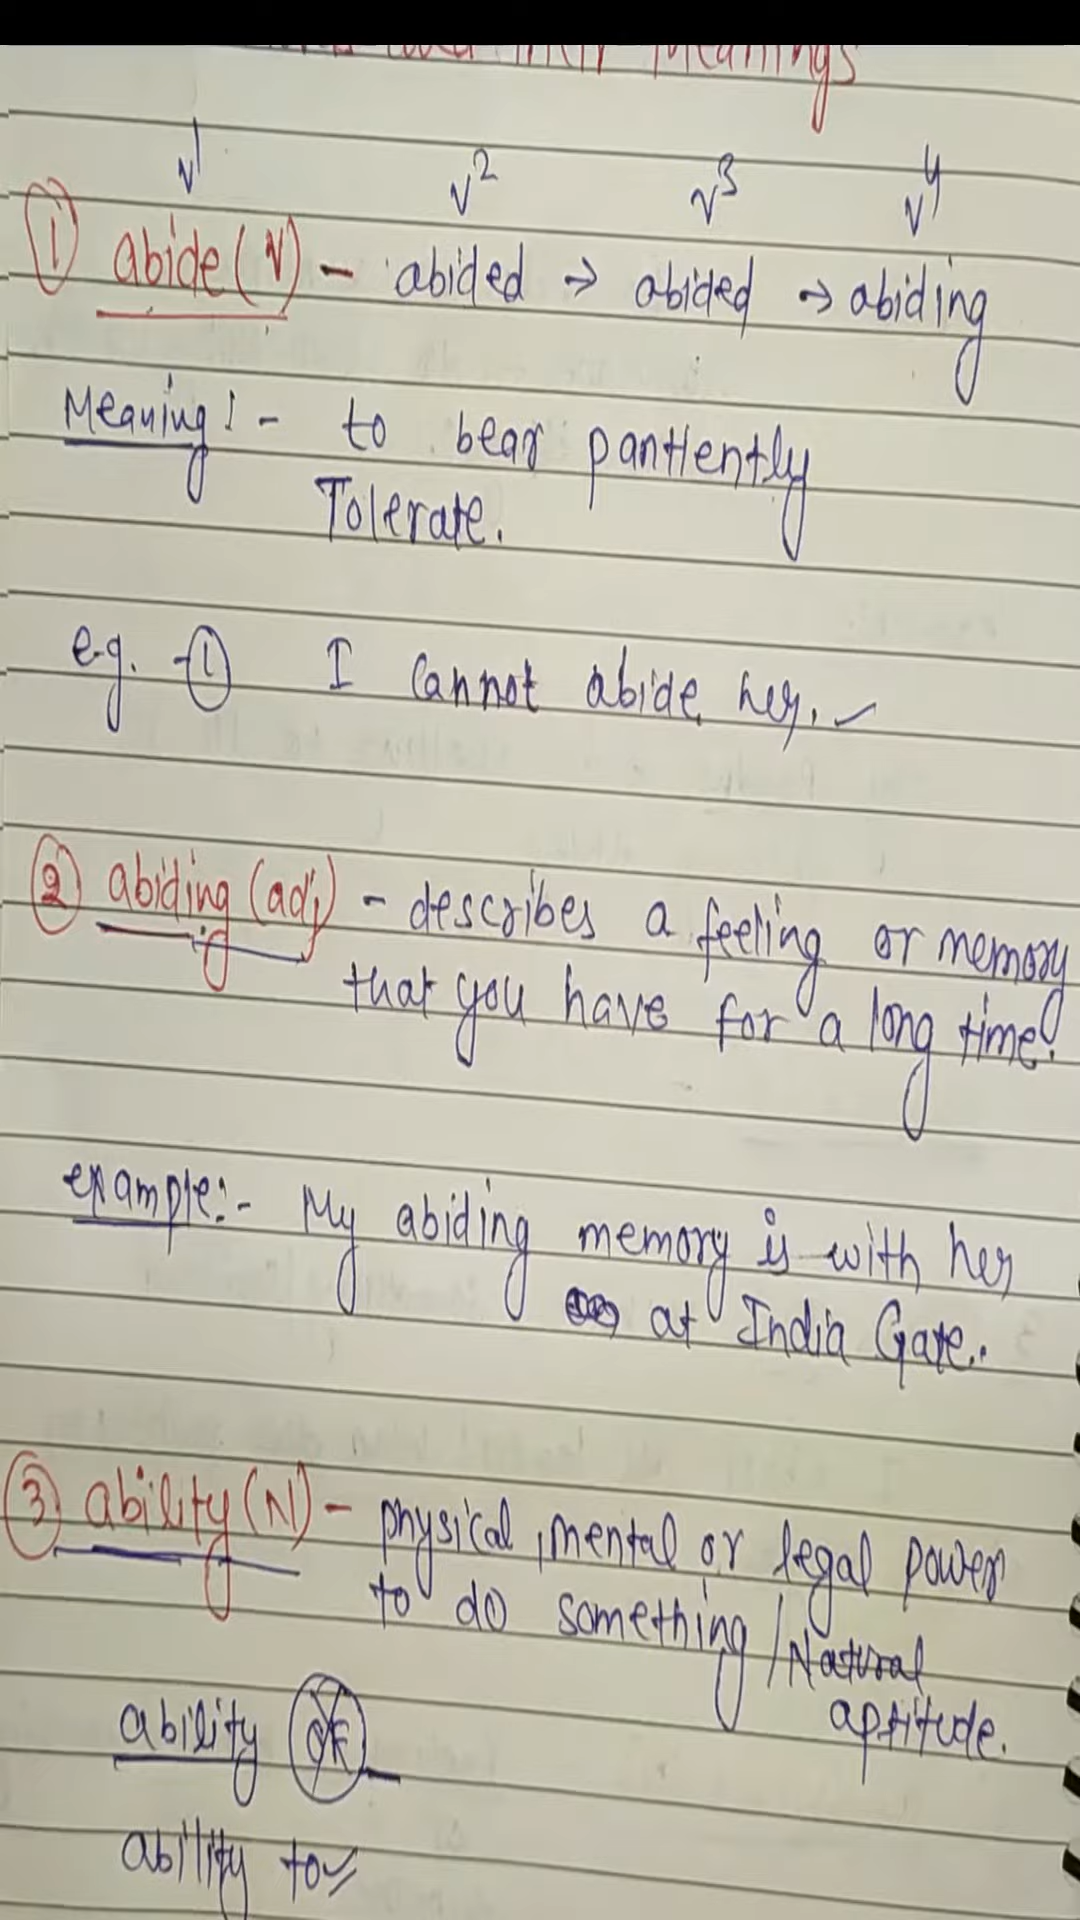 and their Meanings
V1 V2 V3 V4
① abide (V) - abided → abided → abiding
Meaning:- to bear pantiently
Tolerate.
e.g. -① I cannot abide her.
② abiding (adj) - describes a feeling or memory
that you have for a long time.
example:- My abiding memory is with her
at India Gate.
③ ability (N) - physical, mental or legal power
to do something / Natural
aptitude.
ability of
ability to